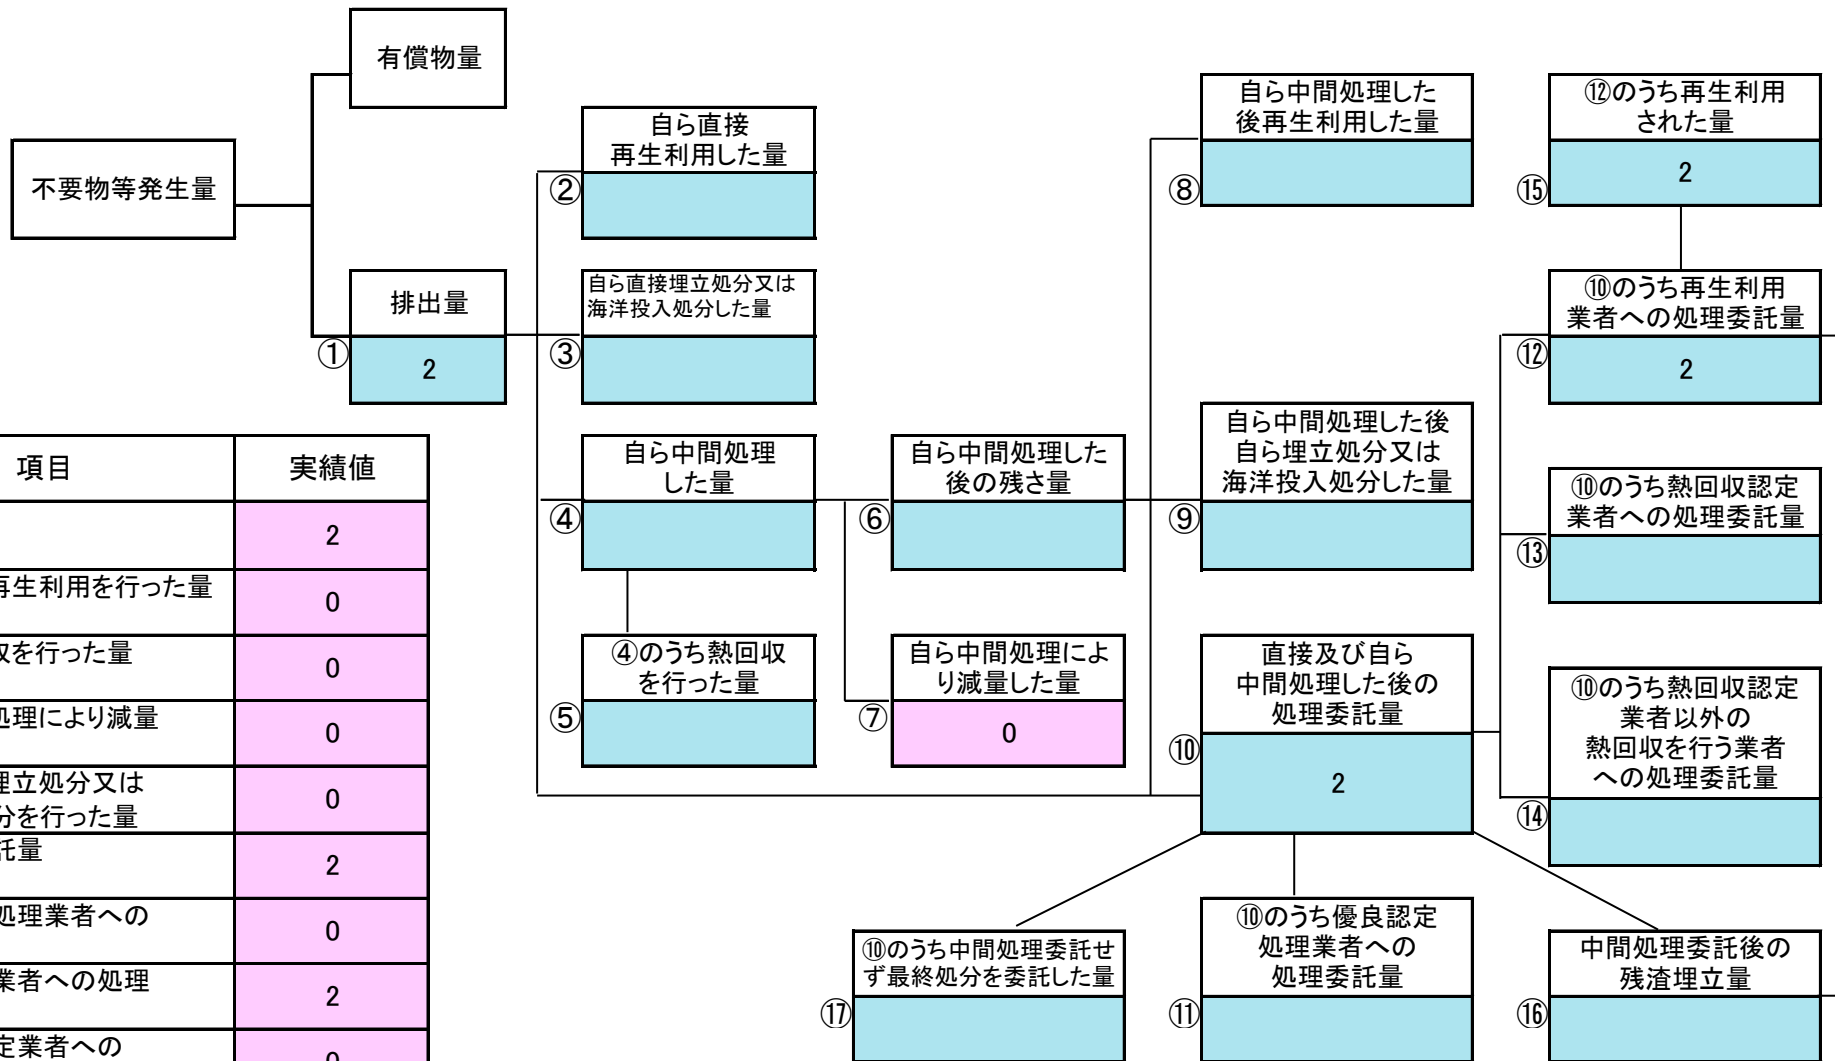 有償物量
不要物等発生量
排出量
①
2
自ら直接
再生利用した量
②
自ら直接埋立処分又は
海洋投入処分した量
③
自ら中間処理
した量
④
④のうち熱回収
を行った量
⑤
自ら中間処理した
後の残さ量
⑥
自ら中間処理によ
り減量した量
⑦
0
自ら中間処理した
後再生利用した量
⑧
自ら中間処理した後
自ら埋立処分又は
海洋投入処分した量
⑨
直接及び自ら
中間処理した後の
処理委託量
⑩
2
⑫のうち再生利用
された量
⑮
2
⑩のうち再生利用
業者への処理委託量
⑫
2
⑩のうち熱回収認定
業者への処理委託量
⑬
⑩のうち熱回収認定
業者以外の
熱回収を行う業者
への処理委託量
⑭
⑩のうち中間処理委託せ
ず最終処分を委託した量
⑰
⑩のうち優良認定
処理業者への
処理委託量
⑪
中間処理委託後の
残渣埋立量
⑯
項目
実績値
2
再生利用を行った量
0
を行った量
0
処理により減量
0
埋立処分又は
分を行った量
0
託量
2
処理業者への
0
業者への処理
2
定業者への
0